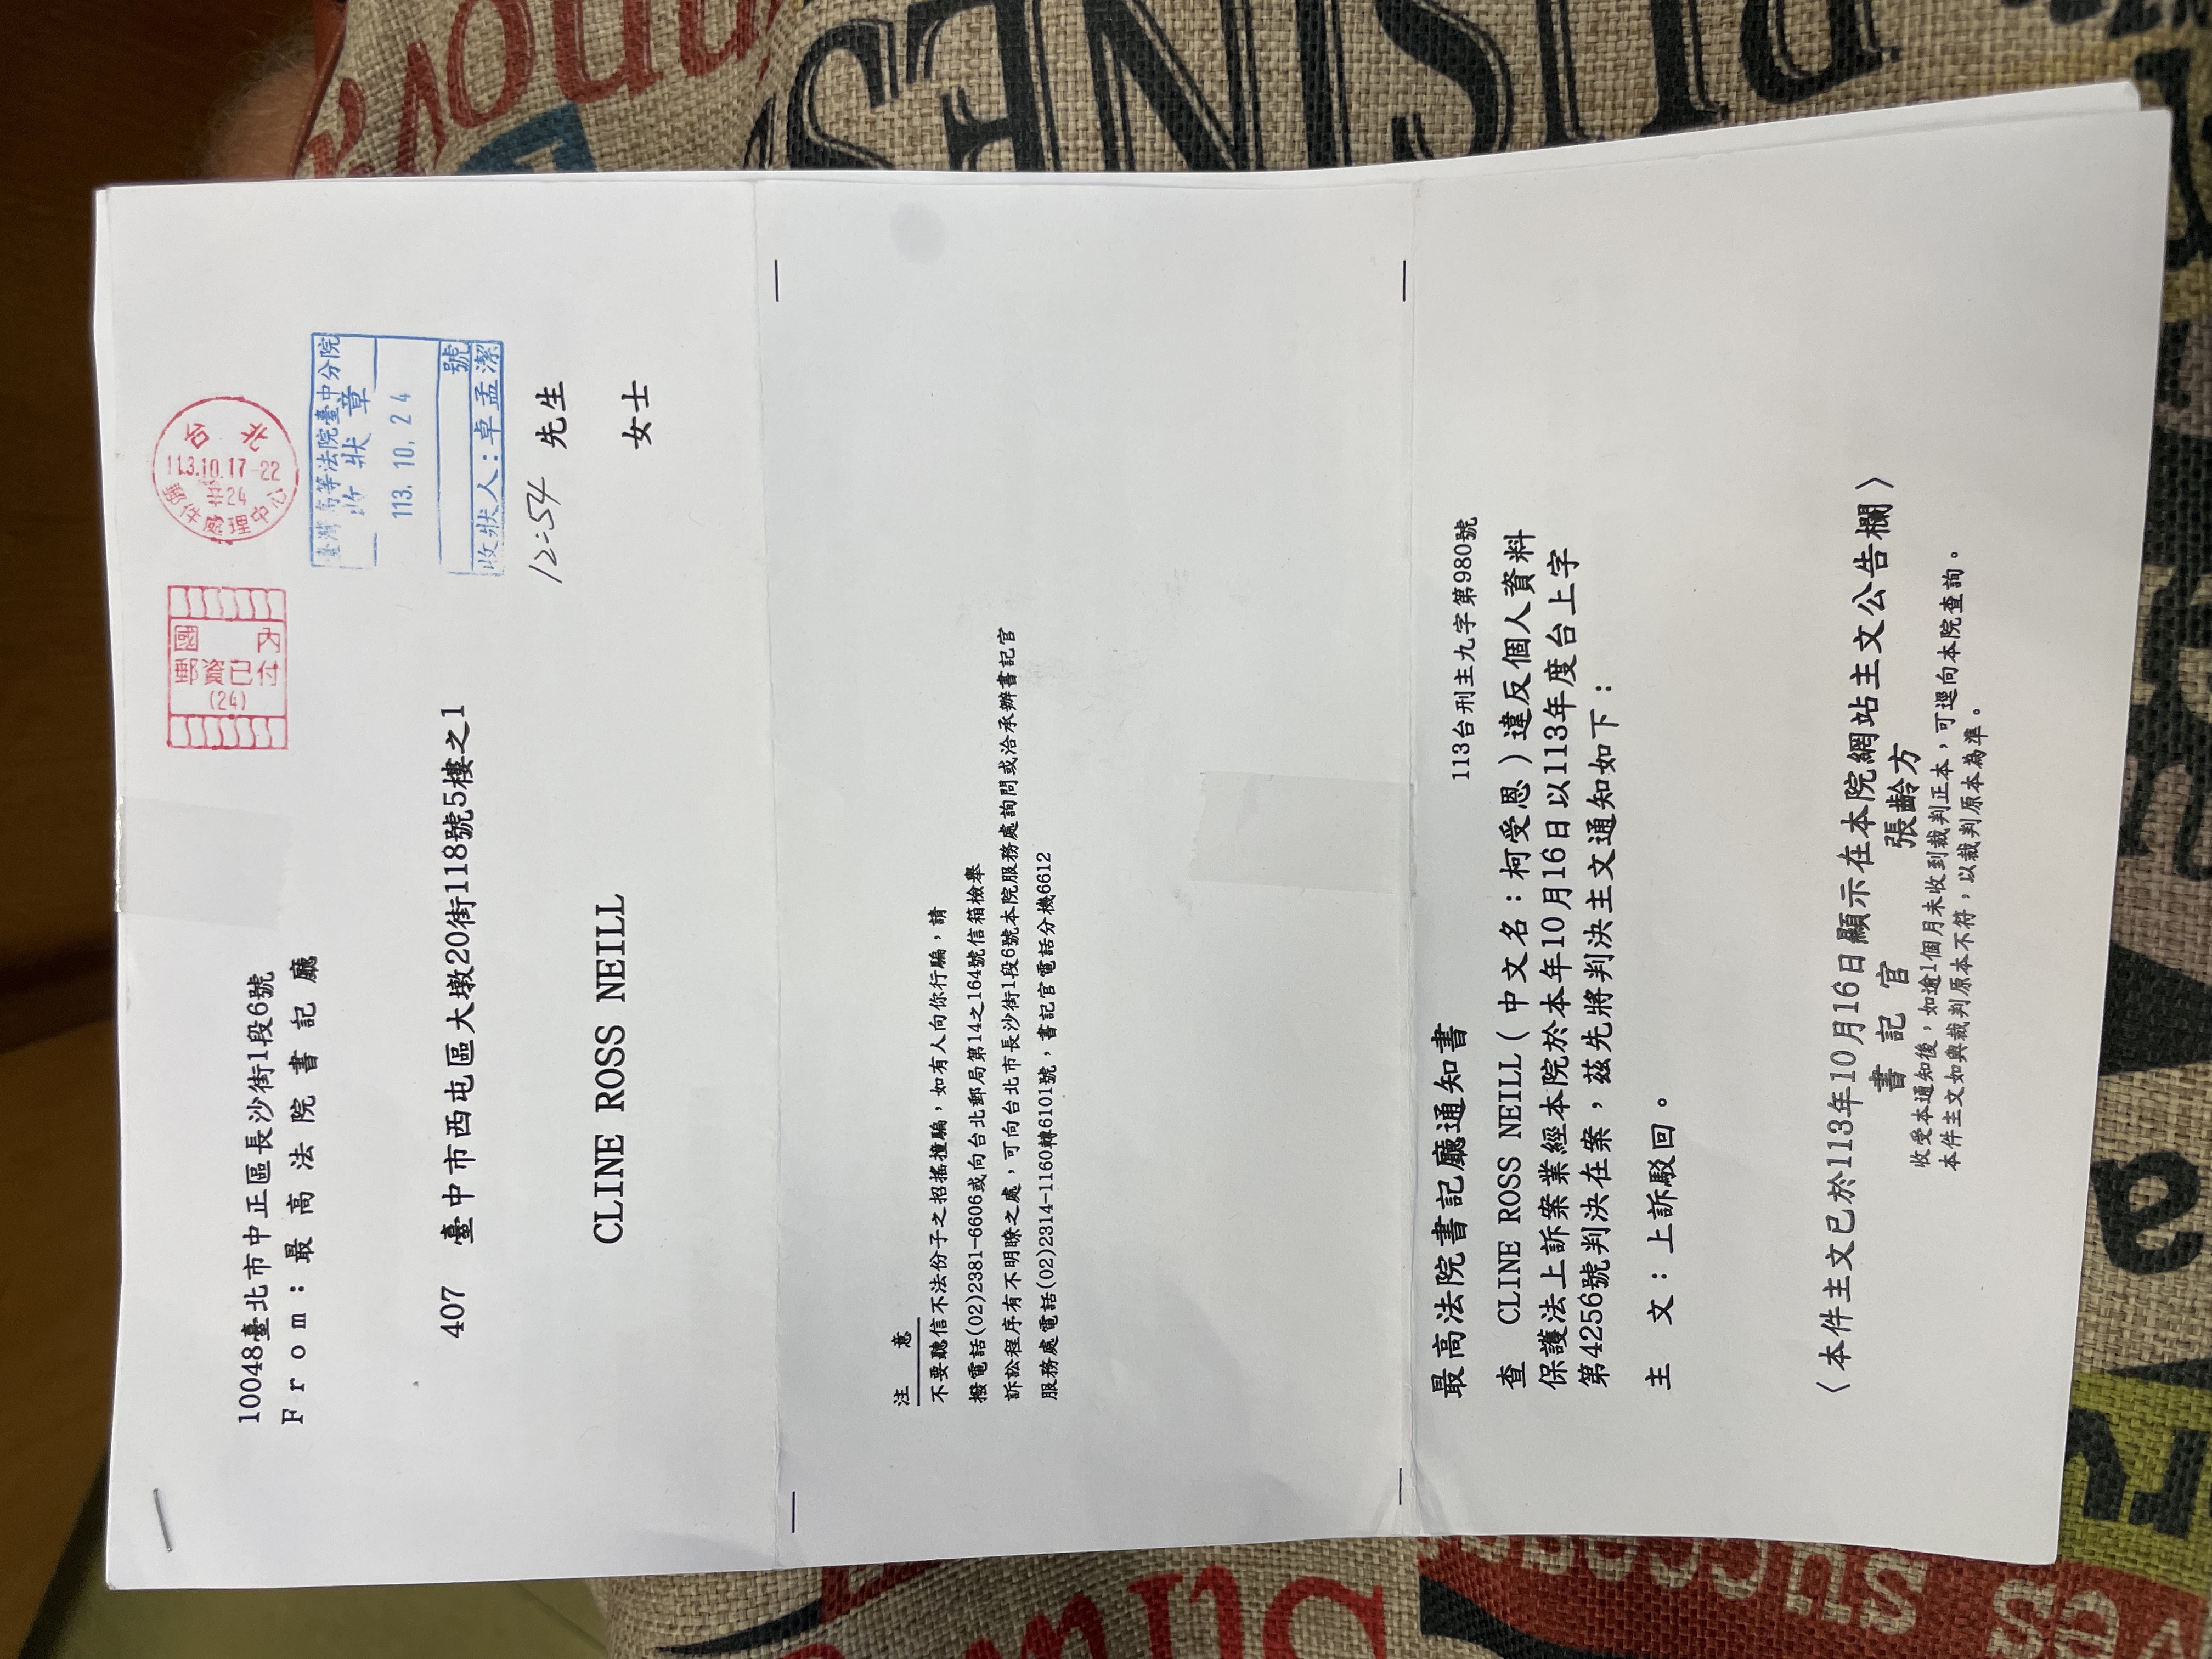 10048臺北市中正區長沙街1段6號
From:最高法院書記廳
國內
郵資已付
(24)
台北
113.10.17-22
臺灣高等法院臺中分院
收狀章
113.10.24
號
收狀人:卓孟潔
12:54
407 臺中市西屯區大墩20街118號5樓之1
CLINE ROSS NEILL
先生
女士
注意
不要聽信不法份子之招搖撞騙,如有人向你行騙,請
撥電話(02)2381-6606或向台北郵局第14之164號信箱檢舉
訴訟程序有不明瞭之處,可向台北市長沙街1段6號本院服務處詢問或洽承辦書記官
服務處電話(02)2314-1160轉6101號,書記官電話分機6612
最高法院書記廳通知書
113台刑主九字第980號
查 CLINE ROSS NEILL(中文名:柯受恩)違反個人資料
保護法上訴案業經本院於本年10月16日以113年度台上字
第4256號判決在案,茲先將判決主文通知如下:
主 文:上訴駁回。
〈本件主文已於113年10月16日顯示在本院網站主文公告欄〉
書記官 張齡方
收受本通知後,如逾1個月未收到裁判正本,可逕向本院查詢。
本件主文如與裁判原本不符,以裁判原本為準。
BUSINESS
success